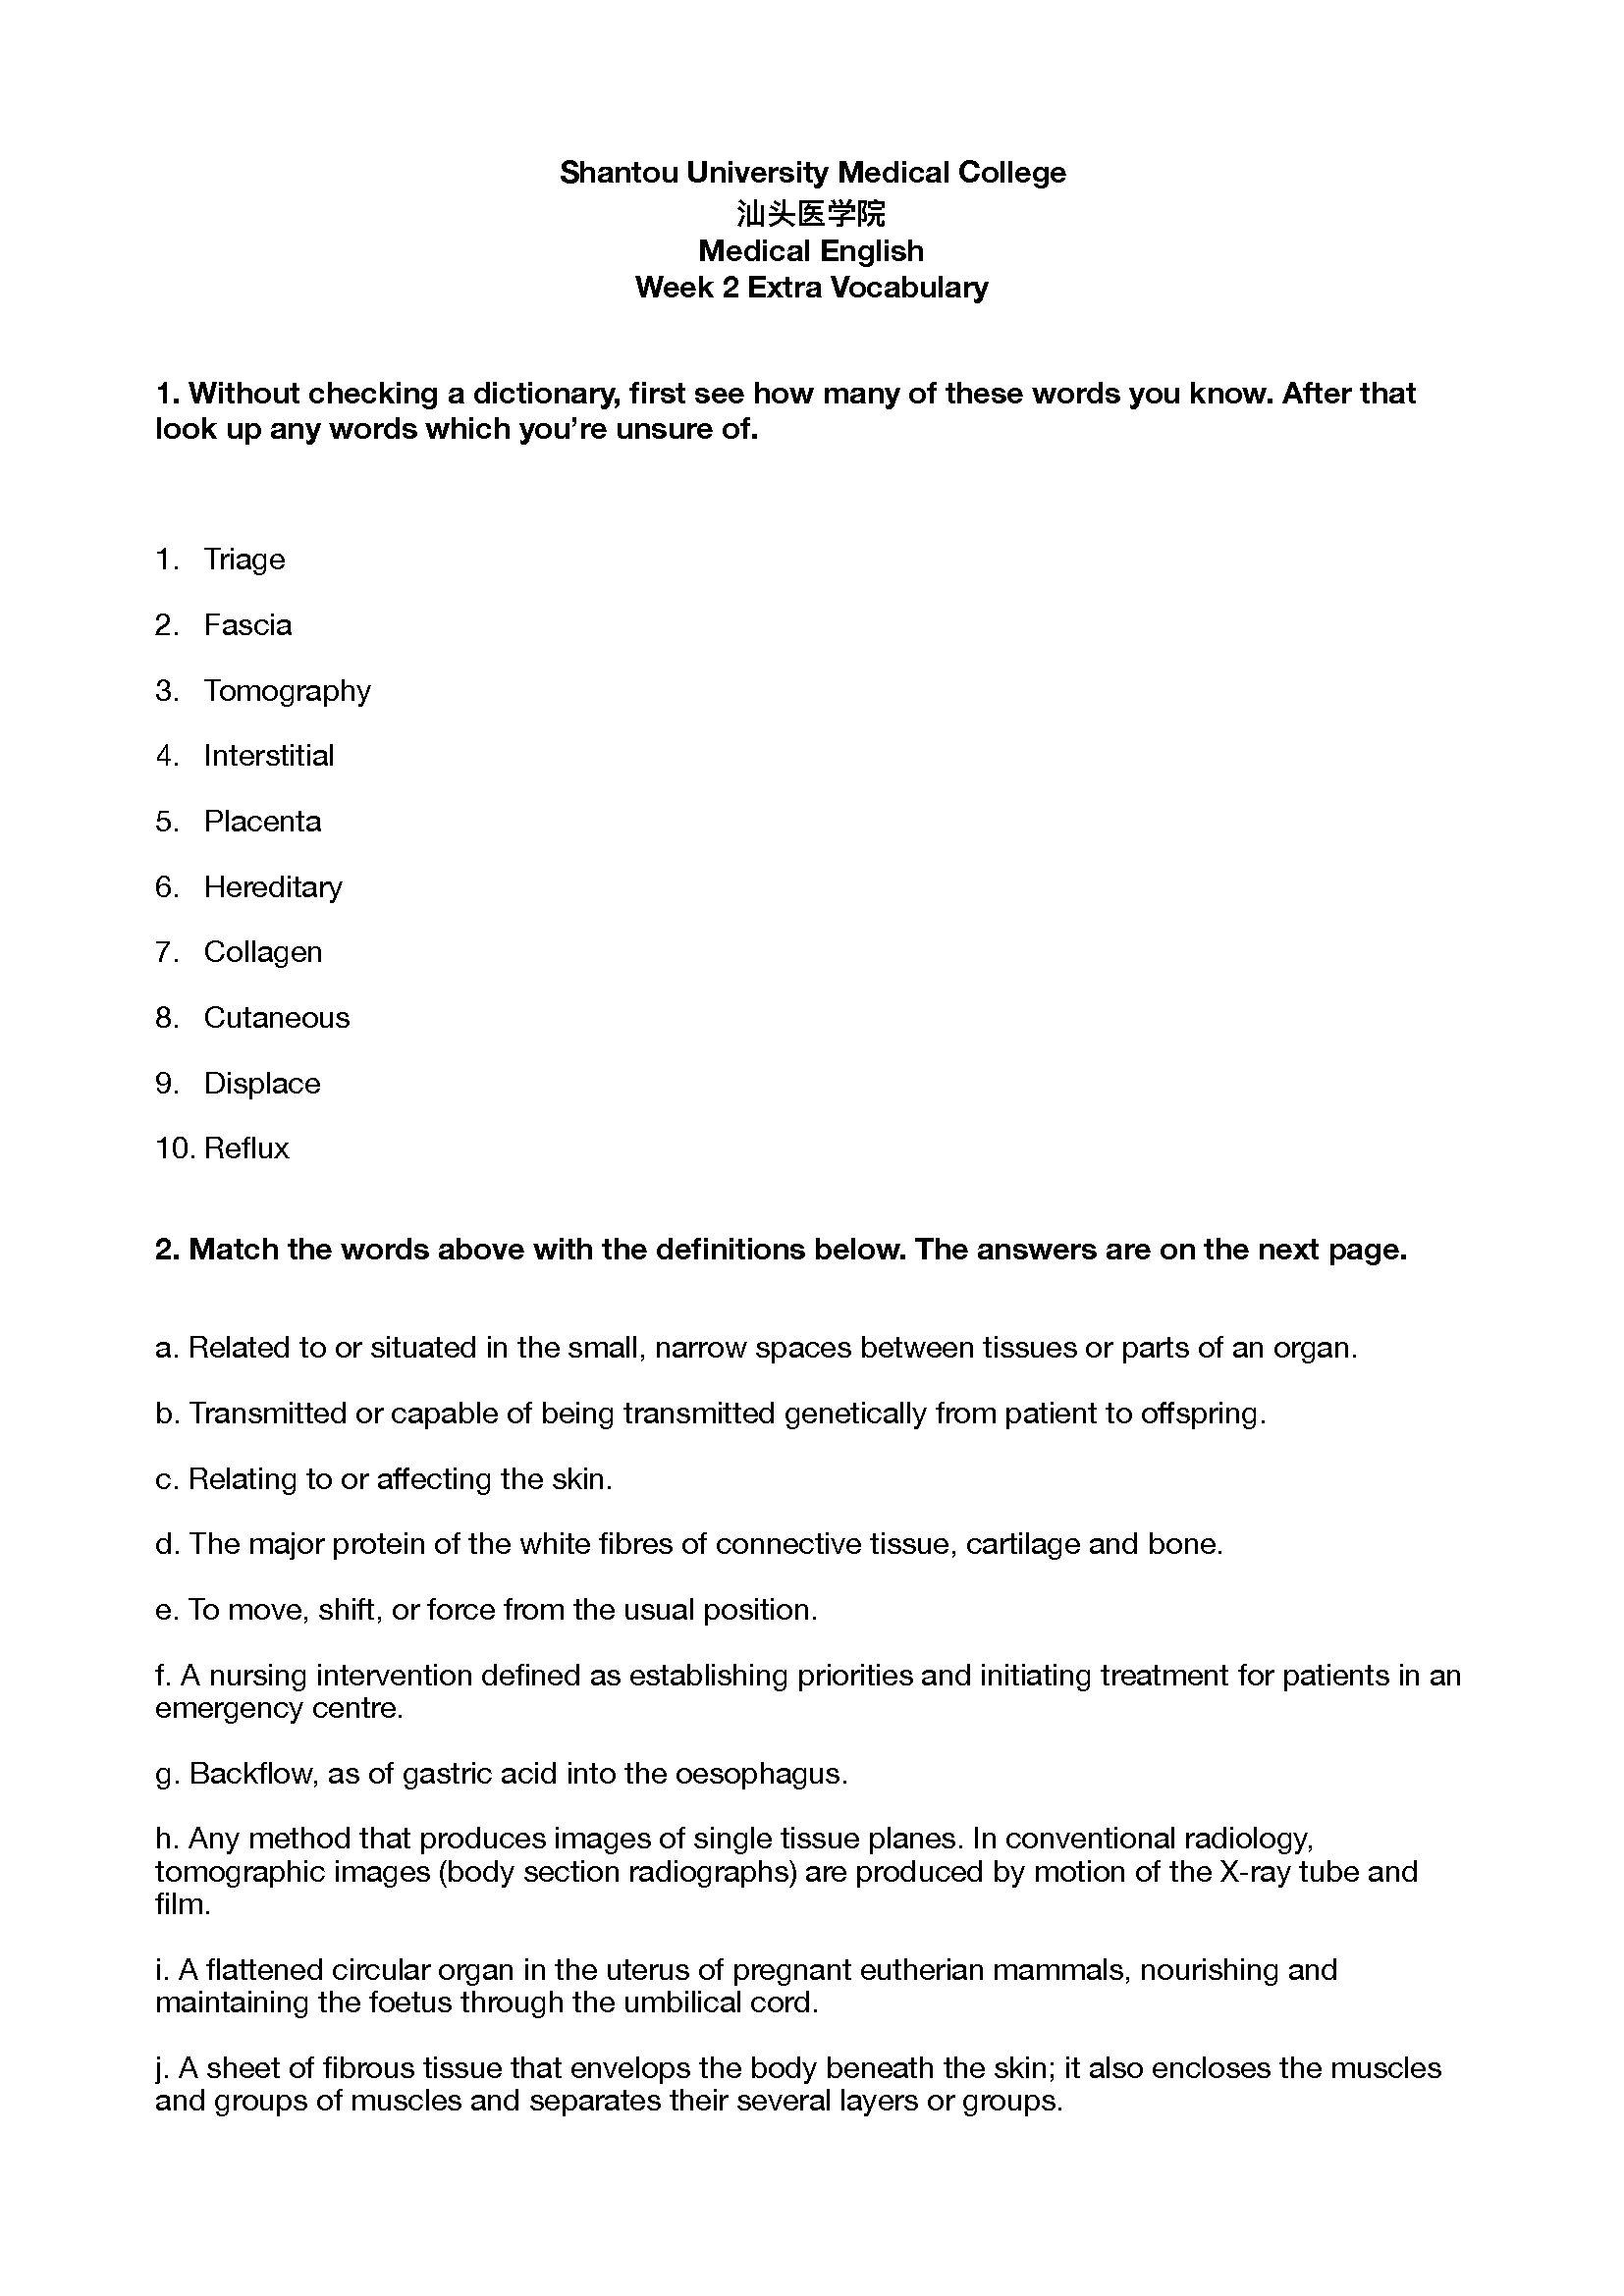 Shantou University Medical College
汕头医学院
Medical English
Week 2 Extra Vocabulary
1. Without checking a dictionary, first see how many of these words you know. After that
look up any words which you’re unsure of.
1. Triage
2. Fascia
3. Tomography
4. Interstitial
5. Placenta
6. Hereditary
7. Collagen
8. Cutaneous
9. Displace
10. Reflux
2. Match the words above with the definitions below. The answers are on the next page.
a. Related to or situated in the small, narrow spaces between tissues or parts of an organ.
b. Transmitted or capable of being transmitted genetically from patient to offspring.
c. Relating to or affecting the skin.
d. The major protein of the white fibres of connective tissue, cartilage and bone.
e. To move, shift, or force from the usual position.
f. A nursing intervention defined as establishing priorities and initiating treatment for patients in an
emergency centre.
g. Backflow, as of gastric acid into the oesophagus.
h. Any method that produces images of single tissue planes. In conventional radiology,
tomographic images (body section radiographs) are produced by motion of the X-ray tube and
film.
i. A flattened circular organ in the uterus of pregnant eutherian mammals, nourishing and
maintaining the foetus through the umbilical cord.
j. A sheet of fibrous tissue that envelops the body beneath the skin; it also encloses the muscles
and groups of muscles and separates their several layers or groups.